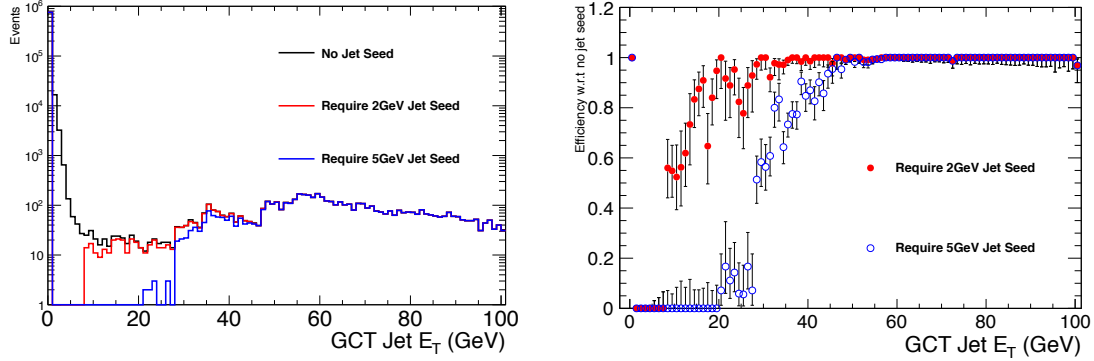 Events
10⁶
10⁵
10⁴
10³
10²
10
1
No Jet Seed
Require 2GeV Jet Seed
Require 5GeV Jet Seed
0 20 40 60 80 100
GCT Jet E_T (GeV)
Efficiency w.r.t no jet seed
1.2
1
0.8
0.6
0.4
0.2
0
Require 2GeV Jet Seed
Require 5GeV Jet Seed
0 20 40 60 80 100
GCT Jet E_T (GeV)